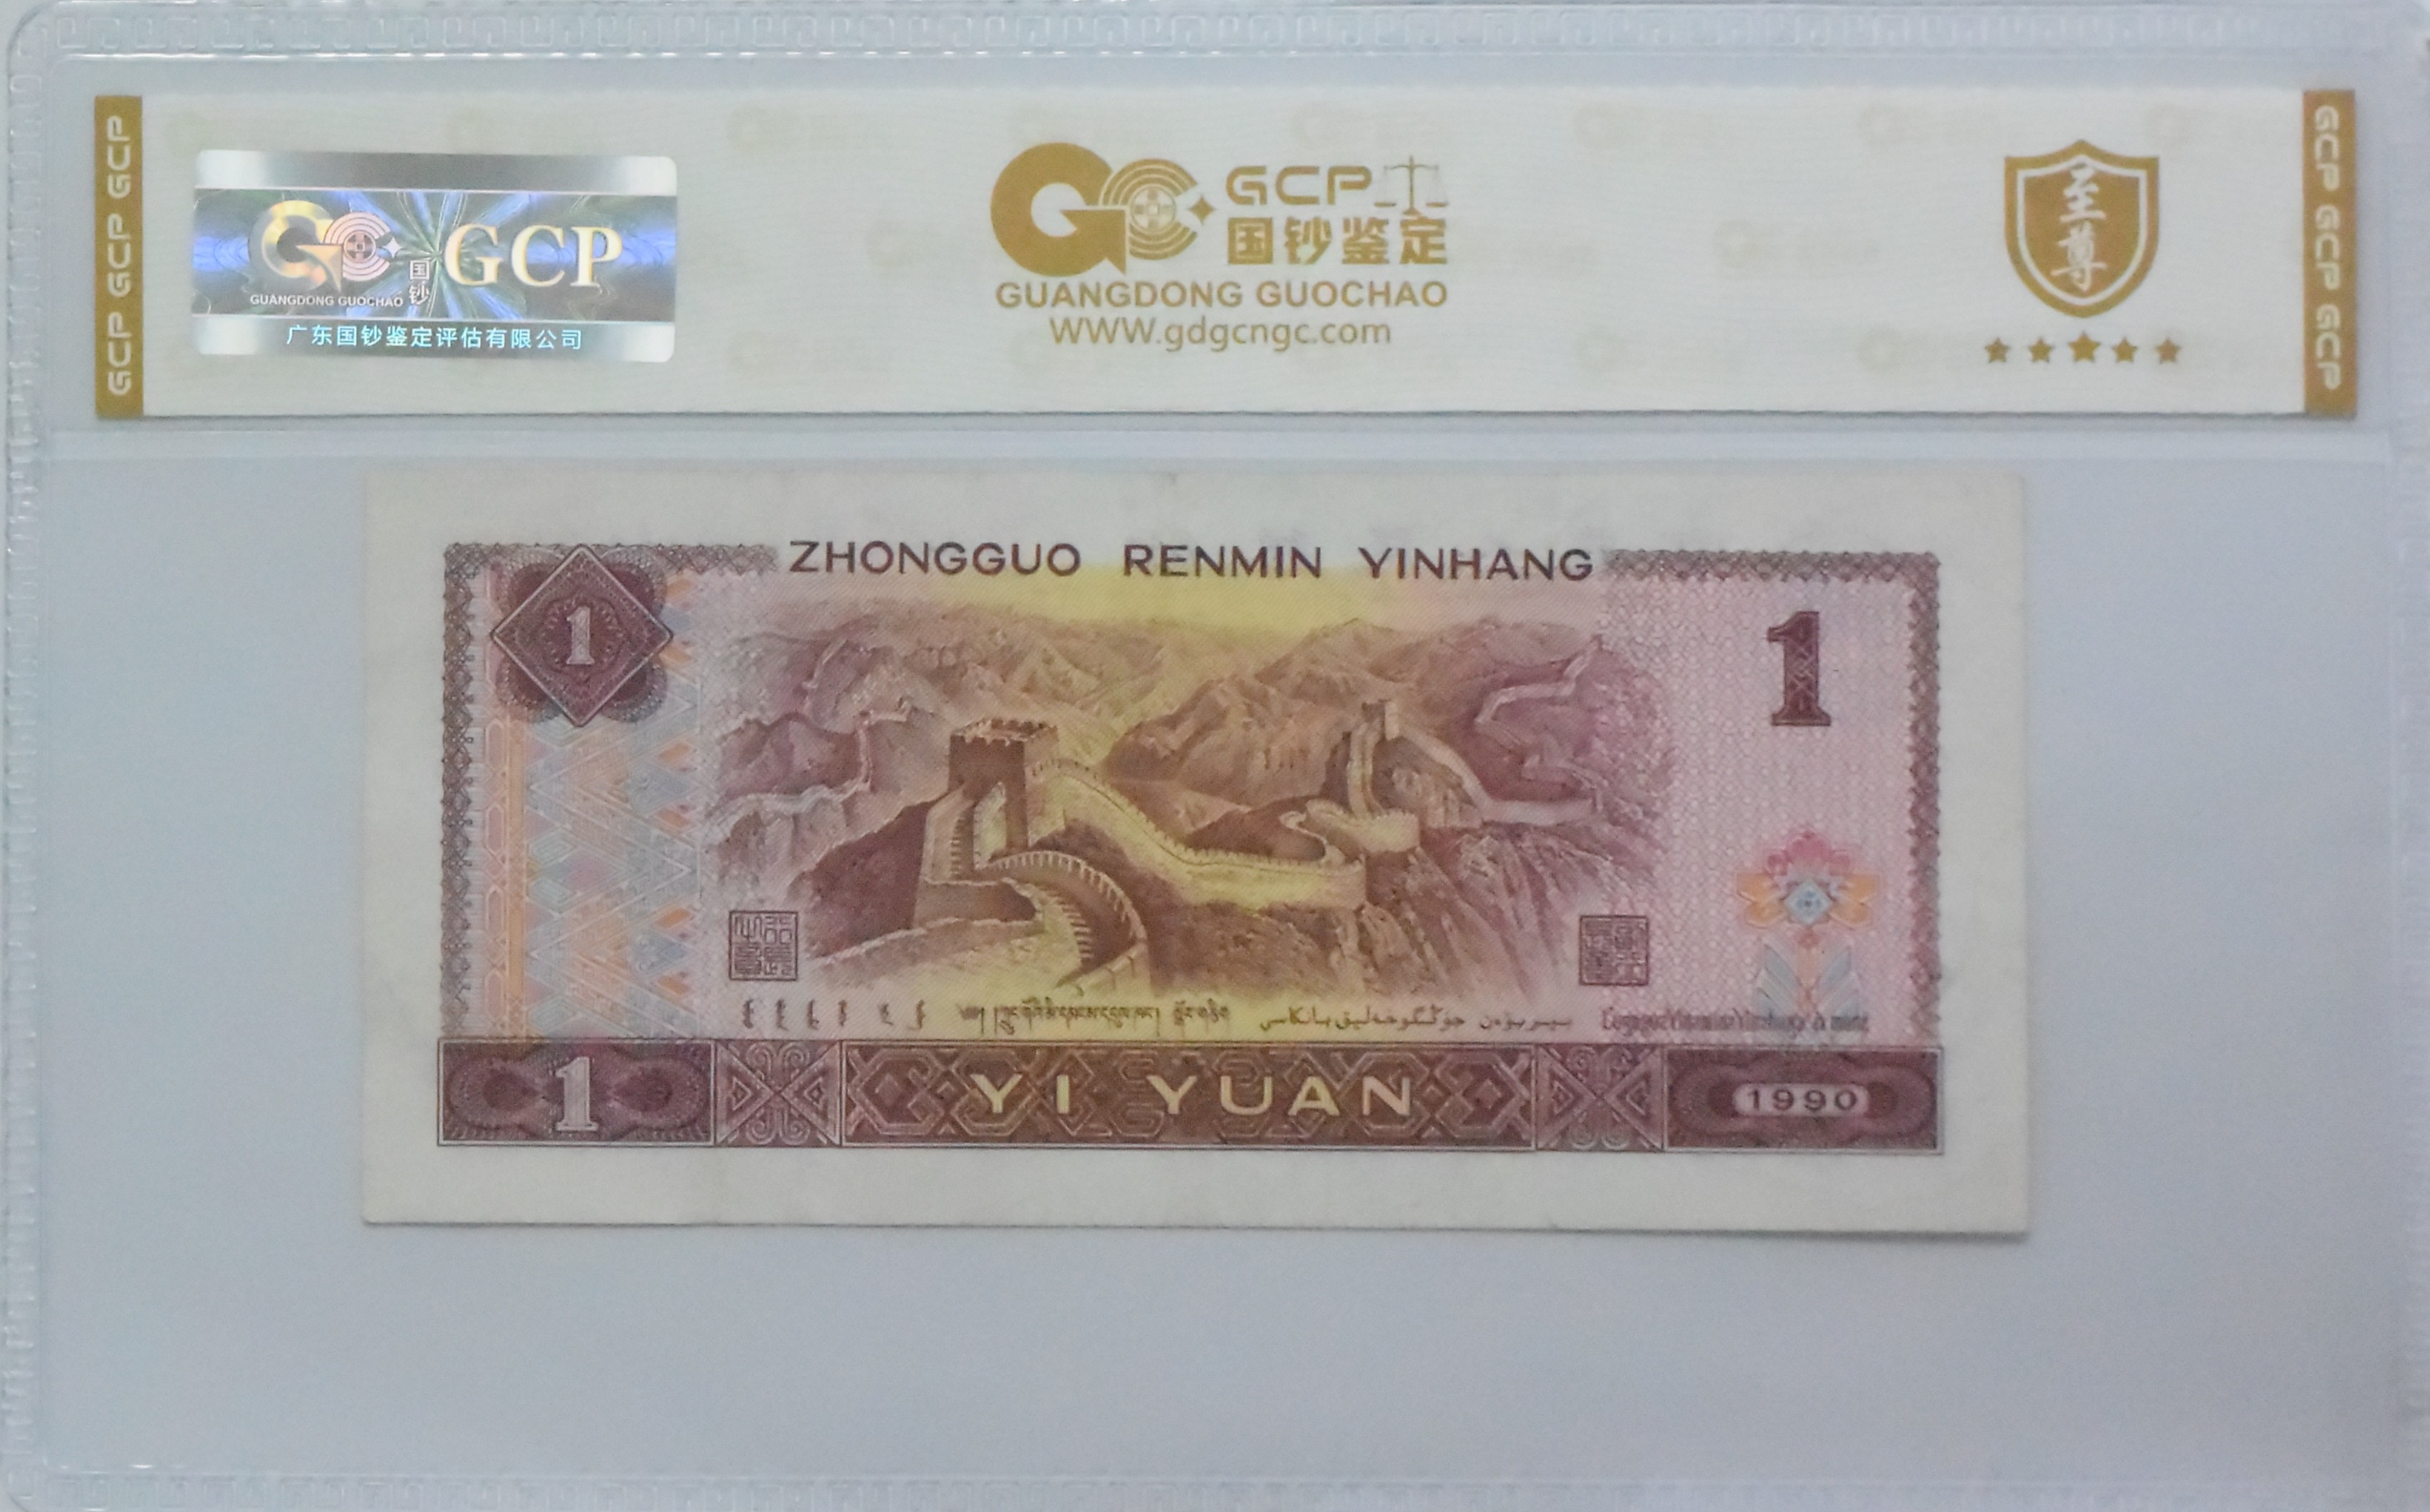 GCP GCP GCP
GCP
国
钞
GUANGDONG GUOCHAO
广东国钞鉴定评估有限公司
GCP
国钞鉴定
GUANGDONG GUOCHAO
WWW.gdgcngc.com
至
尊
GCP GCP GCP
ZHONGGUO RENMIN YINHANG
1
1
1
YI YUAN
1990